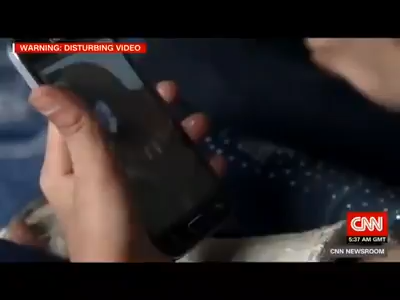 WARNING: DISTURBING VIDEO
CNN
5:37 AM GMT
CNN NEWSROOM